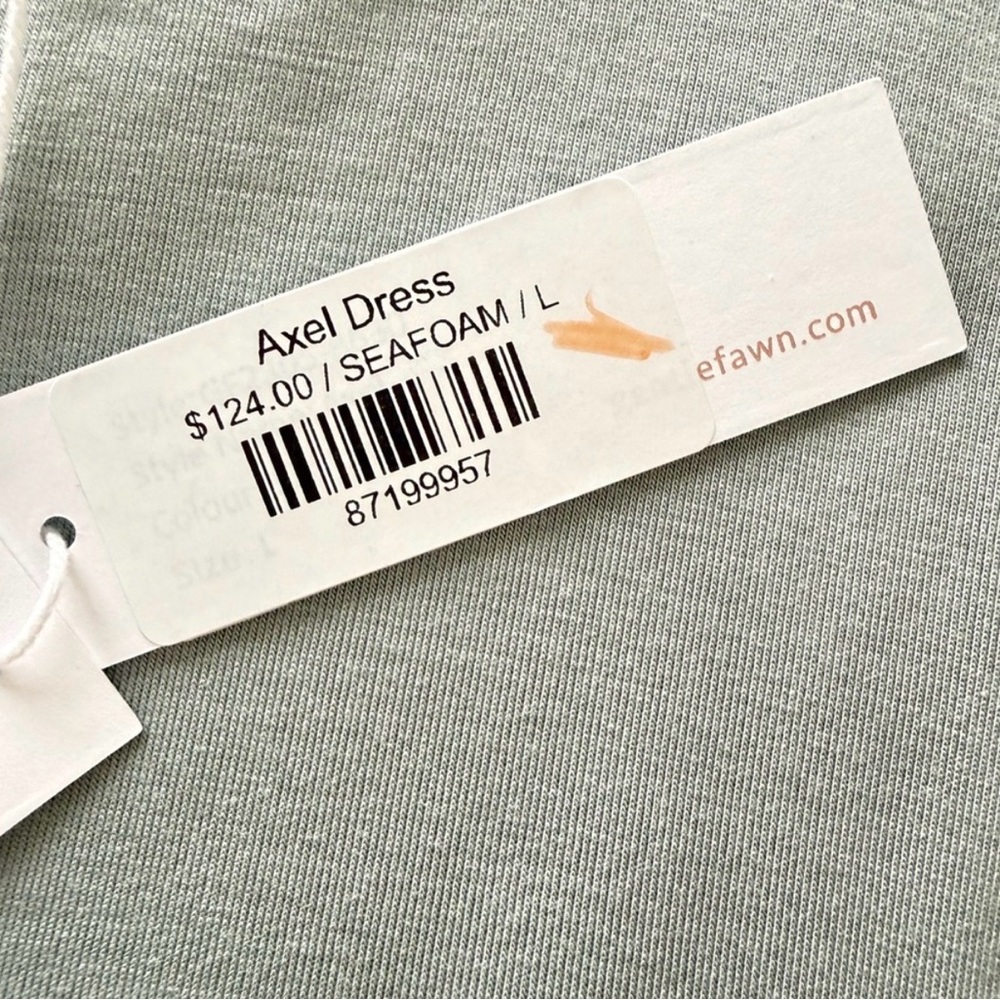 Axel Dress
$124.00 / SEAFOAM / L
87199957
efawn.com